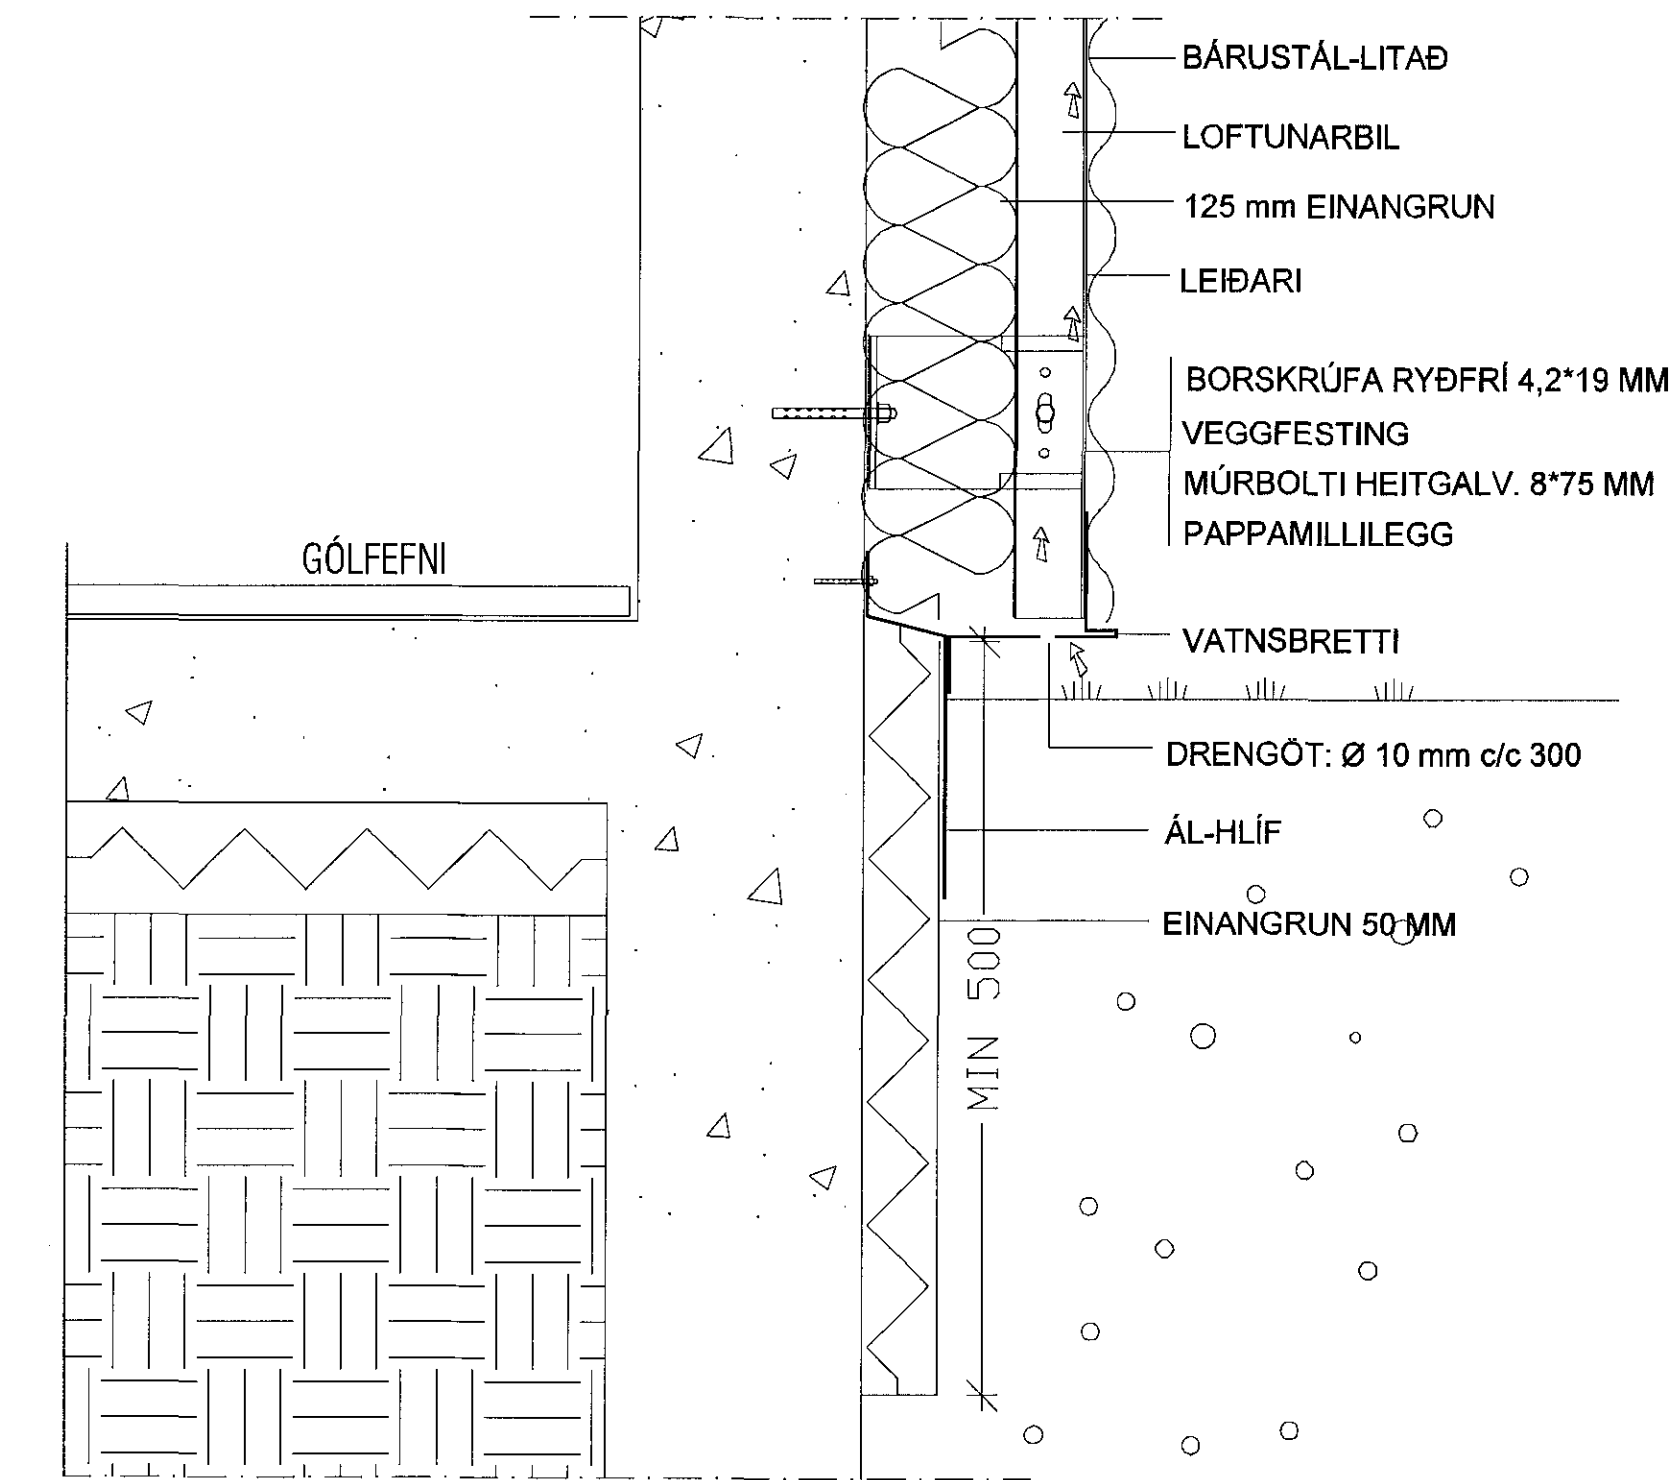 BÁRUSTÁL-LITAÐ
LOFTUNARBIL
125 mm EINANGRUN
LEIÐARI
BORSKRÚFA RYÐFRÍ 4,2*19 MM
VEGGFESTING
MÚRBOLTI HEITGALV. 8*75 MM
PAPPAMILLILEGG
GÓLFEFNI
VATNSBRETTI
DRENGÖT: Ø 10 mm c/c 300
ÁL-HLÍF
EINANGRUN 50 MM
MIN 500